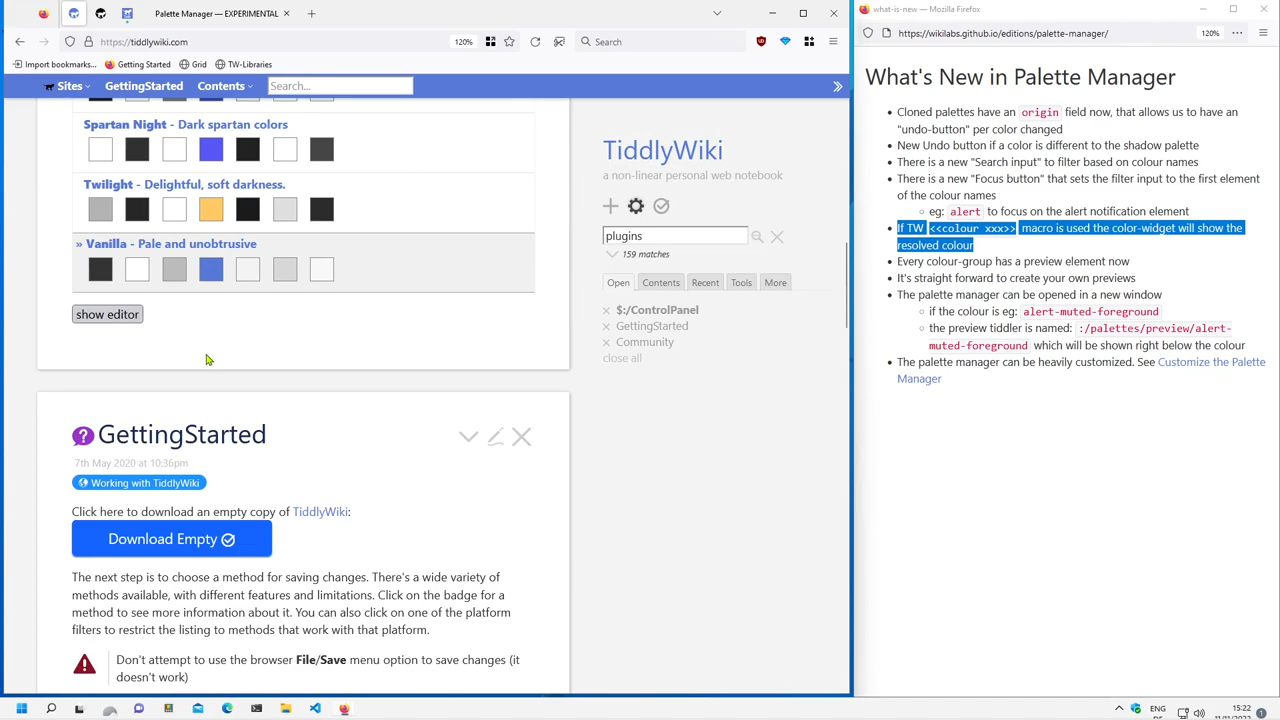 Palette Manager — EXPERIMENTAL
https://tiddlywiki.com
120%
Search
Import bookmarks...
Getting Started
Grid
TW-Libraries
Sites
GettingStarted
Contents
Search...
Spartan Night - Dark spartan colors
Twilight - Delightful, soft darkness.
» Vanilla - Pale and unobtrusive
show editor
GettingStarted
7th May 2020 at 10:36pm
Working with TiddlyWiki
Click here to download an empty copy of TiddlyWiki:
Download Empty
The next step is to choose a method for saving changes. There's a wide variety of
methods available, with different features and limitations. Click on the badge for a
method to see more information about it. You can also click on one of the platform
filters to restrict the listing to methods that work with that platform.
Don't attempt to use the browser File/Save menu option to save changes (it
doesn't work)
TiddlyWiki
a non-linear personal web notebook
plugins
159 matches
Open
Contents
Recent
Tools
More
$:/ControlPanel
GettingStarted
Community
close all
what-is-new — Mozilla Firefox
https://wikilabs.github.io/editions/palette-manager/
120%
What's New in Palette Manager
Cloned palettes have an origin field now, that allows us to have an
"undo-button" per color changed
New Undo button if a color is different to the shadow palette
There is a new "Search input" to filter based on colour names
There is a new "Focus button" that sets the filter input to the first element
of the colour names
eg: alert to focus on the alert notification element
If TW <<colour xxx>> macro is used the color-widget will show the
resolved colour
Every colour-group has a preview element now
It's straight forward to create your own previews
The palette manager can be opened in a new window
if the colour is eg: alert-muted-foreground
the preview tiddler is named: :/palettes/preview/alert-
muted-foreground which will be shown right below the colour
The palette manager can be heavily customized. See Customize the Palette
Manager
ENG
15:22